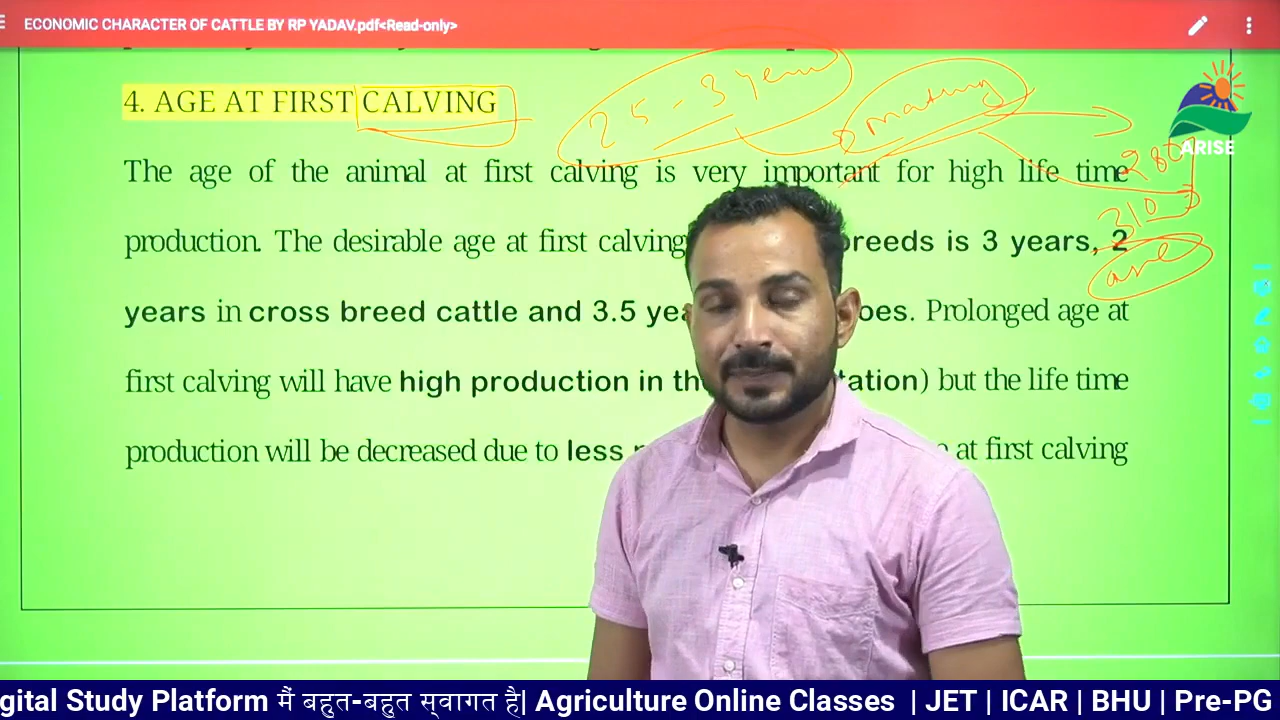 ECONOMIC CHARACTER OF CATTLE BY RP YADAV.pdf<Read-only>
4. AGE AT FIRST CALVING
25 - 3 year
mating
ARISE
280
310
The age of the animal at first calving is very important for high life time
production. The desirable age at first calving breeds is 3 years, 2
years in cross breed cattle and 3.5 oes. Prolonged age at
first calving will have high production in tation) but the life time
production will be decreased due to less at first calving
gital Study Platform में बहुत-बहुत स्वागत है| Agriculture Online Classes | JET | ICAR | BHU | Pre-PG